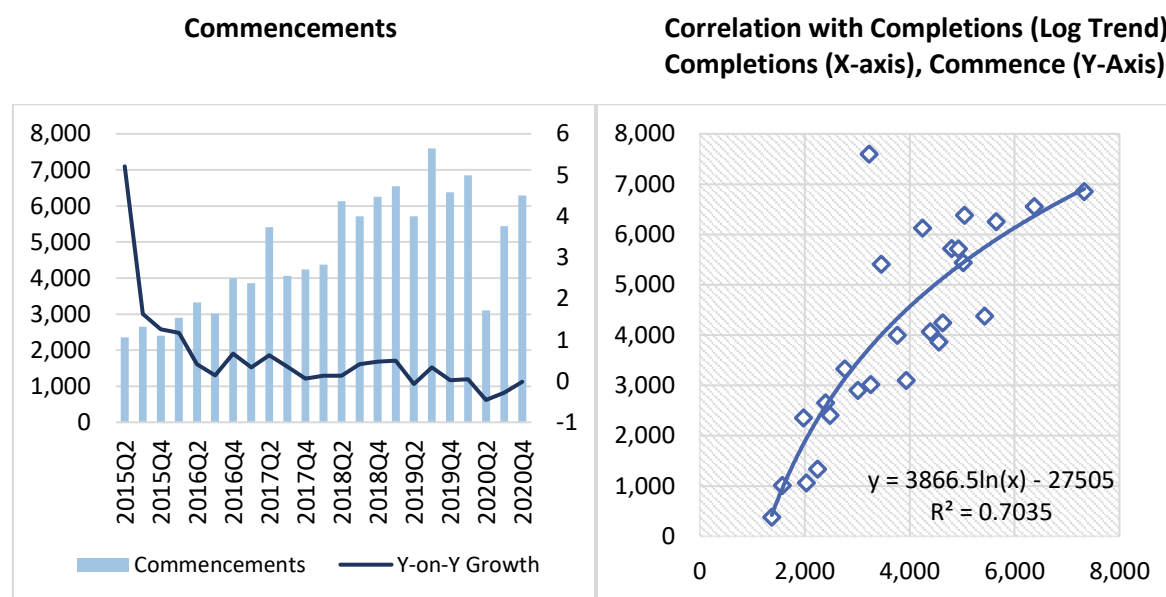 Commencements
8,000
7,000
6,000
5,000
4,000
3,000
2,000
1,000
0
6
5
4
3
2
1
0
-1
2015Q2
2015Q4
2016Q2
2016Q4
2017Q2
2017Q4
2018Q2
2018Q4
2019Q2
2019Q4
2020Q2
2020Q4
Commencements
Y-on-Y Growth
Correlation with Completions (Log Trend)
Completions (X-axis), Commence (Y-Axis)
8,000
7,000
6,000
5,000
4,000
3,000
2,000
1,000
0
y = 3866.5ln(x) - 27505
R² = 0.7035
0
2,000
4,000
6,000
8,000